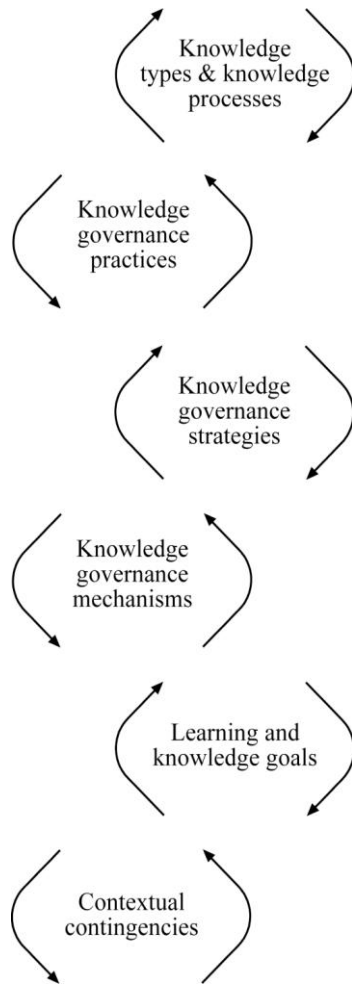 Knowledge
types & knowledge
processes
Knowledge
governance
practices
Knowledge
governance
strategies
Knowledge
governance
mechanisms
Learning and
knowledge goals
Contextual
contingencies